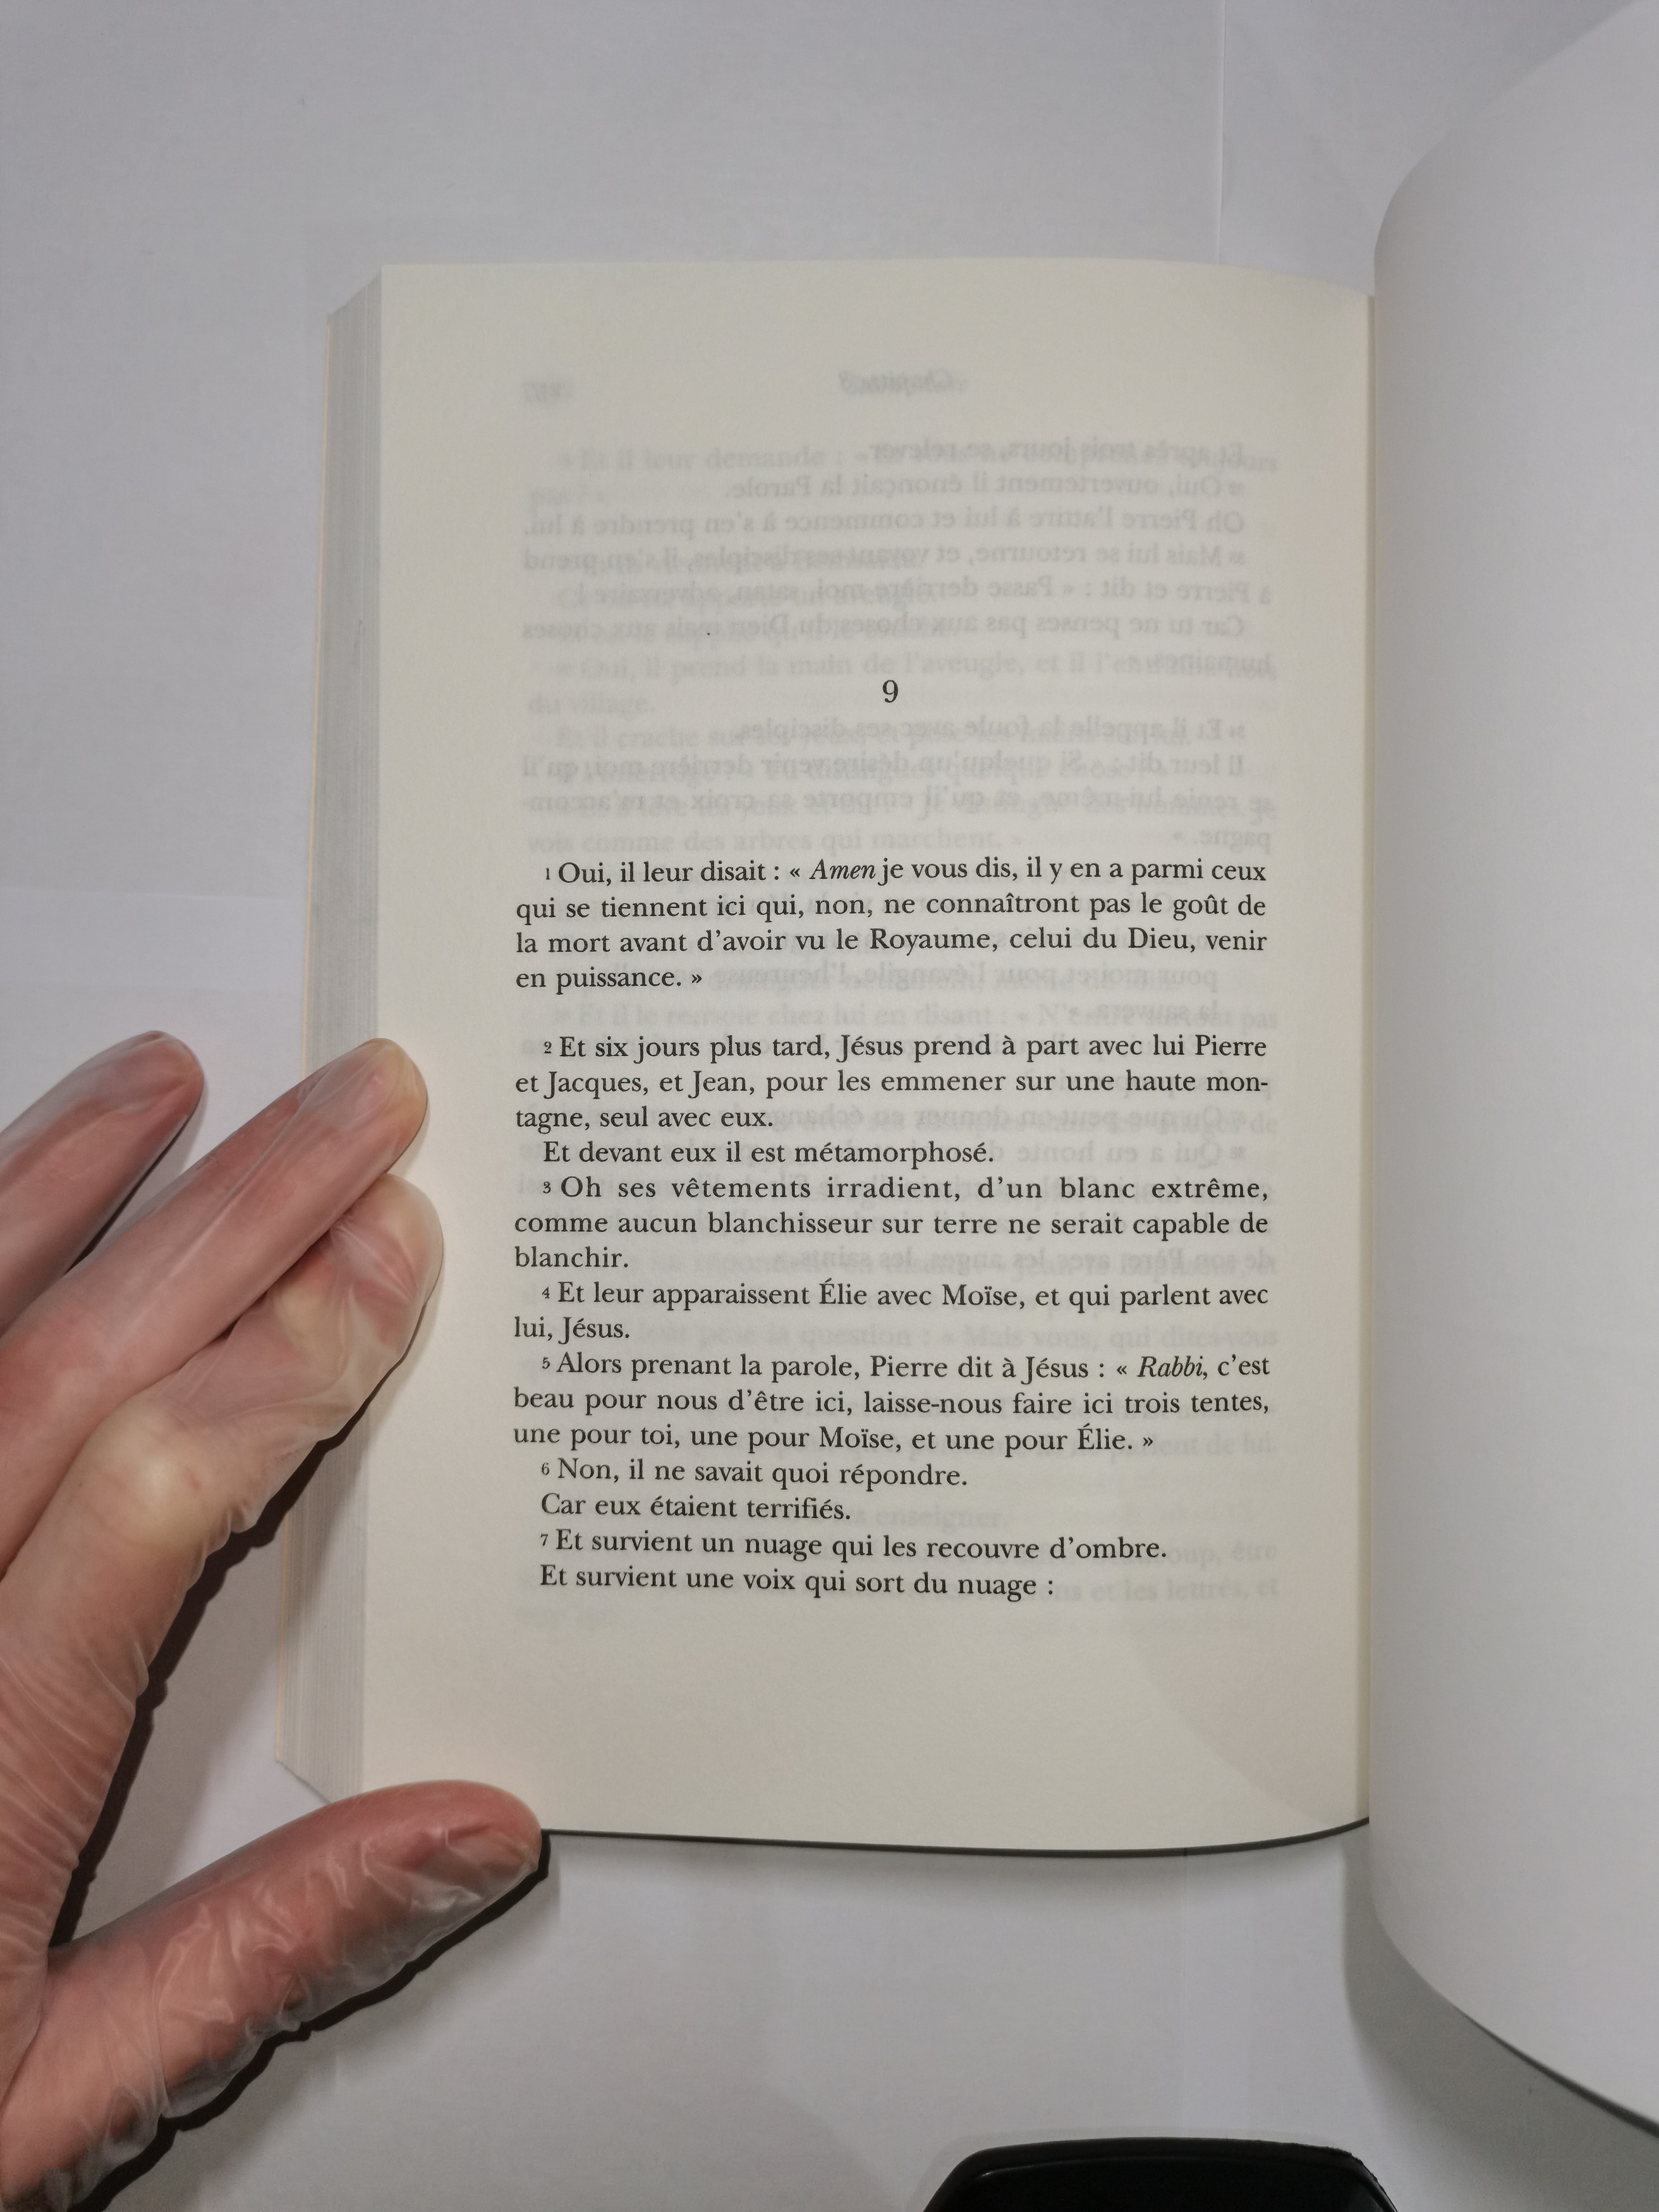 9
1 Oui, il leur disait : « Amen je vous dis, il y en a parmi ceux
qui se tiennent ici qui, non, ne connaîtront pas le goût de
la mort avant d'avoir vu le Royaume, celui du Dieu, venir
en puissance. »
2 Et six jours plus tard, Jésus prend à part avec lui Pierre
et Jacques, et Jean, pour les emmener sur une haute mon-
tagne, seul avec eux.
Et devant eux il est métamorphosé.
3 Oh ses vêtements irradient, d'un blanc extrême,
comme aucun blanchisseur sur terre ne serait capable de
blanchir.
4 Et leur apparaissent Élie avec Moïse, et qui parlent avec
lui, Jésus.
5 Alors prenant la parole, Pierre dit à Jésus : « Rabbi, c'est
beau pour nous d'être ici, laisse-nous faire ici trois tentes,
une pour toi, une pour Moïse, et une pour Élie. »
6 Non, il ne savait quoi répondre.
Car eux étaient terrifiés.
7 Et survient un nuage qui les recouvre d'ombre.
Et survient une voix qui sort du nuage :